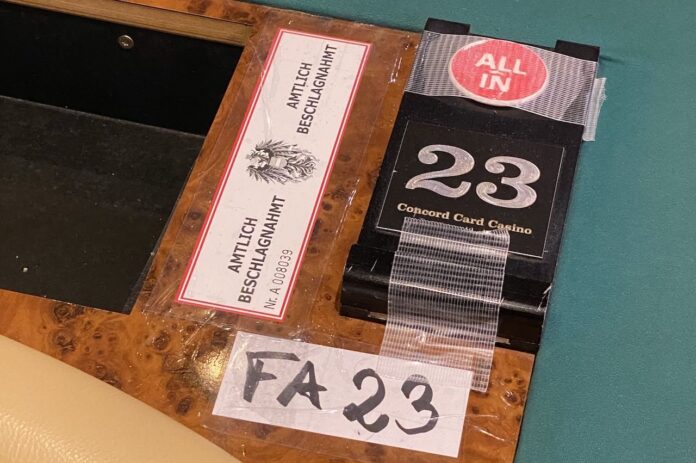 AMTLICH
BESCHLAGNAHMT
AMTLICH
BESCHLAGNAHMT
Nr. A 008039
ALL
IN
23
Concord Card Casino
FA 23